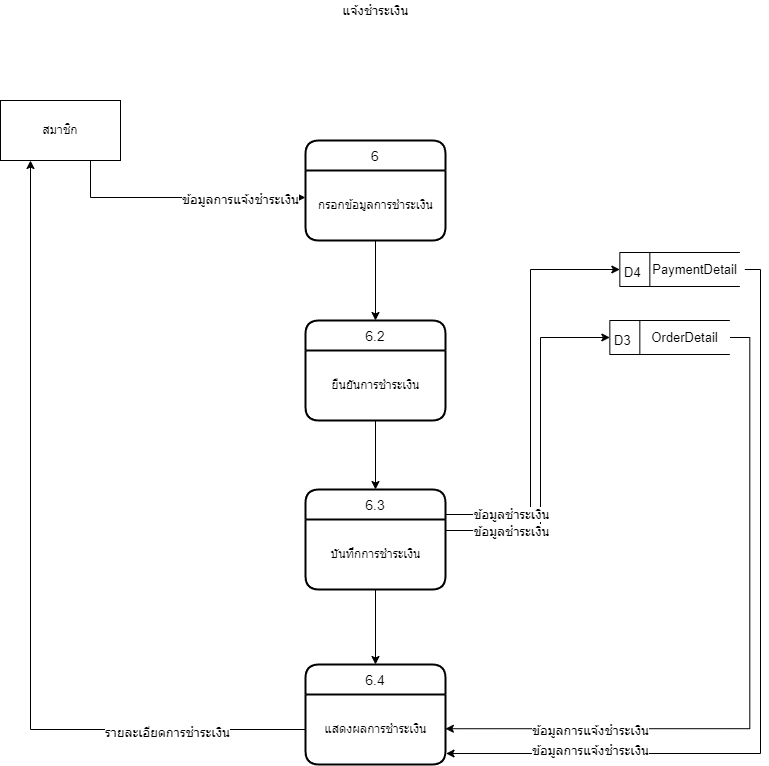 แจ้งชำระเงิน
สมาชิก
6
ข้อมูลการแจ้งชำระเงิน
กรอกข้อมูลการชำระเงิน
D4 PaymentDetail
6.2
D3 OrderDetail
ยืนยันการชำระเงิน
6.3
ข้อมูลชำระเงิน
ข้อมูลชำระเงิน
บันทึกการชำระเงิน
6.4
รายละเอียดการชำระเงิน
แสดงผลการชำระเงิน
ข้อมูลการแจ้งชำระเงิน
ข้อมูลการแจ้งชำระเงิน